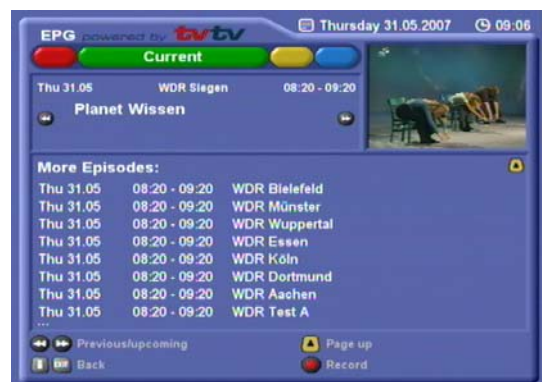 EPG powered by tvtv
Thursday 31.05.2007
09:06
Current
Thu 31.05 WDR Siegen 08:20 - 09:20
Planet Wissen
More Episodes:
Thu 31.05 08:20 - 09:20 WDR Bielefeld
Thu 31.05 08:20 - 09:20 WDR Münster
Thu 31.05 08:20 - 09:20 WDR Wuppertal
Thu 31.05 08:20 - 09:20 WDR Essen
Thu 31.05 08:20 - 09:20 WDR Köln
Thu 31.05 08:20 - 09:20 WDR Dortmund
Thu 31.05 08:20 - 09:20 WDR Aachen
Thu 31.05 08:20 - 09:20 WDR Test A
...
Previous/upcoming
Page up
Back
Record